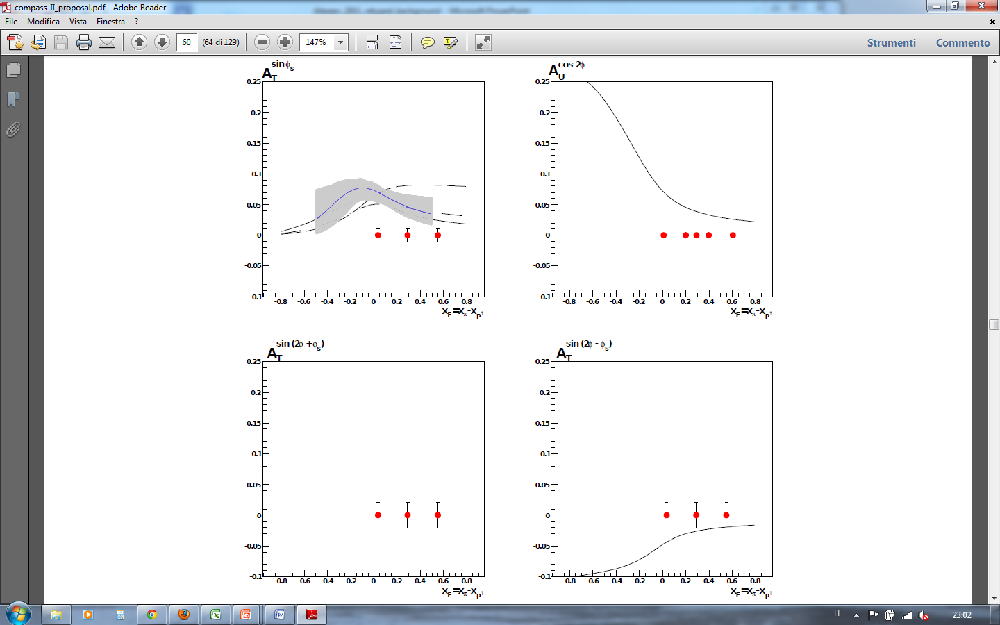 compass-II_proposal.pdf - Adobe Reader
File Modifica Vista Finestra ?
60 (64 di 129) 147% Strumenti Commento
A_T^{sin ϕ_s}
0.25
0.2
0.15
0.1
0.05
0
-0.05
-0.1
-0.8 -0.6 -0.4 -0.2 0 0.2 0.4 0.6 0.8
x_F=x_π-x_{p↑}
A_U^{cos 2ϕ}
0.25
0.2
0.15
0.1
0.05
0
-0.05
-0.1
-0.8 -0.6 -0.4 -0.2 0 0.2 0.4 0.6 0.8
x_F=x_π-x_{p↑}
A_T^{sin (2ϕ + ϕ_s)}
0.25
0.2
0.15
0.1
0.05
0
-0.05
-0.1
-0.8 -0.6 -0.4 -0.2 0 0.2 0.4 0.6 0.8
x_F=x_π-x_{p↑}
A_T^{sin (2ϕ - ϕ_s)}
0.25
0.2
0.15
0.1
0.05
0
-0.05
-0.1
-0.8 -0.6 -0.4 -0.2 0 0.2 0.4 0.6 0.8
x_F=x_π-x_{p↑}
IT 23:02